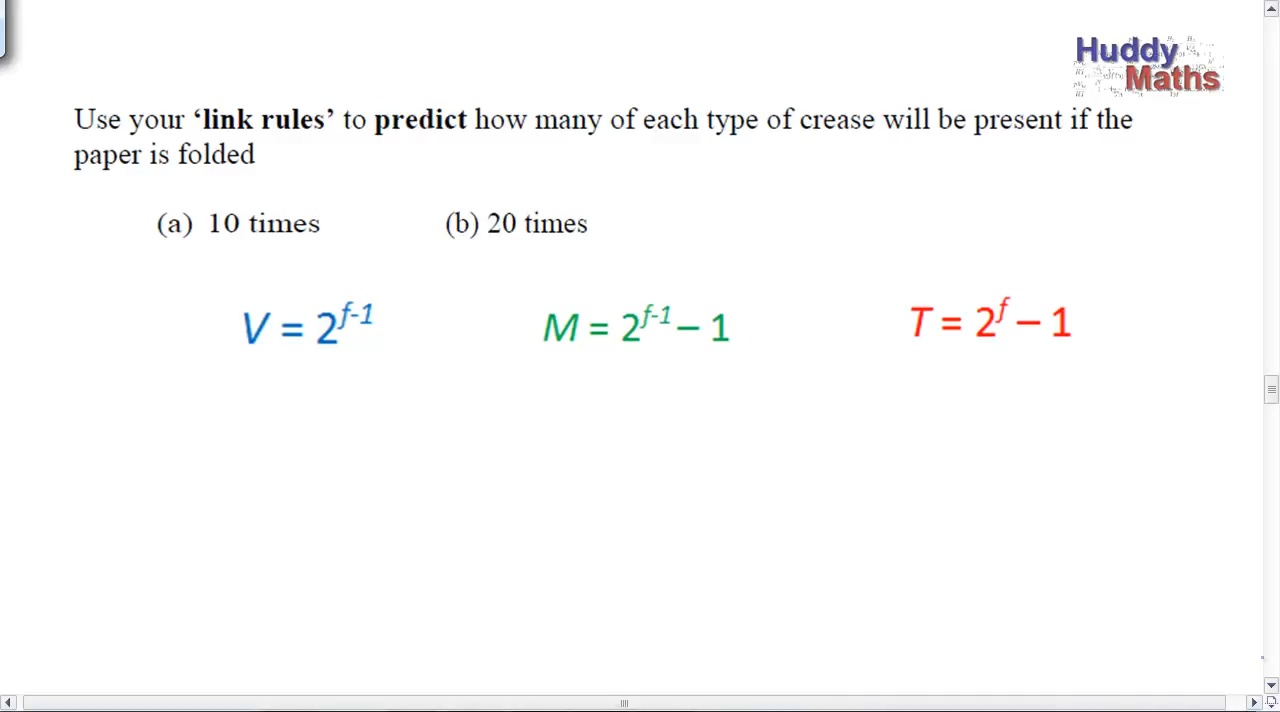 Huddy
Maths
Use your ‘link rules’ to predict how many of each type of crease will be present if the
paper is folded
(a) 10 times (b) 20 times
V = 2^{f-1} M = 2^{f-1} – 1 T = 2^f – 1